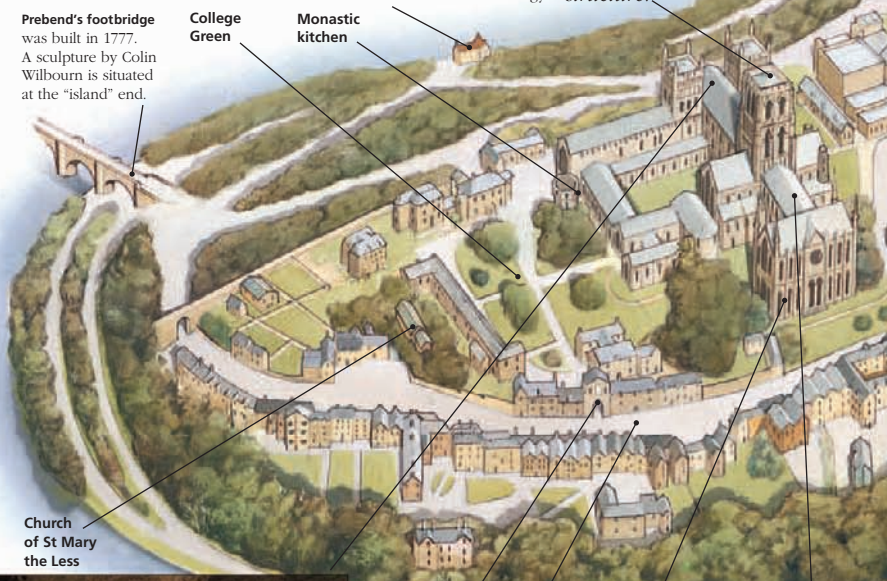 Prebend's footbridge
was built in 1777.
A sculpture by Colin
Wilbourn is situated
at the “island” end.
College
Green
Monastic
kitchen
Church
of St Mary
the Less